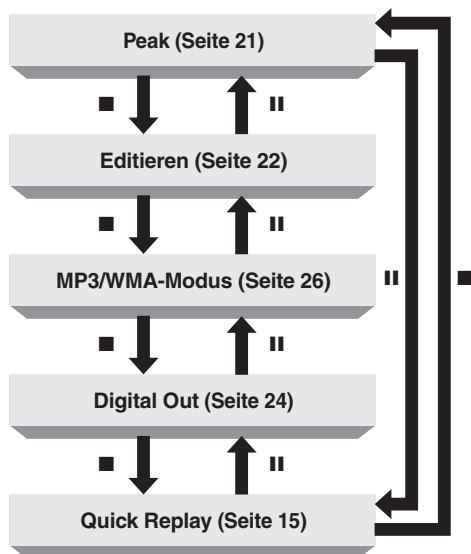 Peak (Seite 21)
Editieren (Seite 22)
MP3/WMA-Modus (Seite 26)
Digital Out (Seite 24)
Quick Replay (Seite 15)